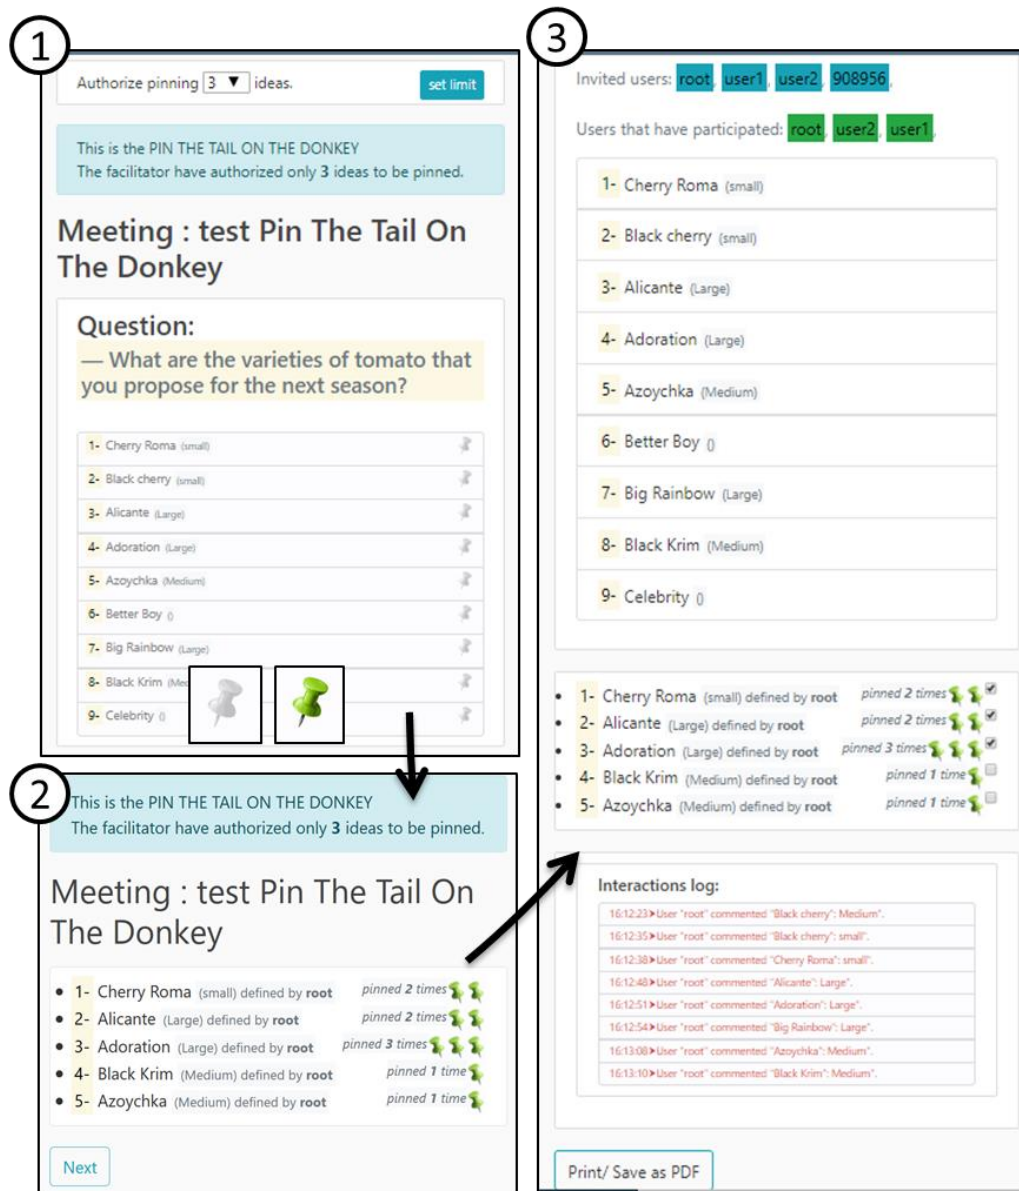 1
Authorize pinning 3 ▼ ideas. set limit
This is the PIN THE TAIL ON THE DONKEY
The facilitator have authorized only 3 ideas to be pinned.
Meeting : test Pin The Tail On
The Donkey
Question:
— What are the varieties of tomato that
you propose for the next season?
1- Cherry Roma (small)
2- Black cherry (small)
3- Alicante (Large)
4- Adoration (Large)
5- Azoychka (Medium)
6- Better Boy ()
7- Big Rainbow (Large)
8- Black Krim (Med
9- Celebrity ()
2
This is the PIN THE TAIL ON THE DONKEY
The facilitator have authorized only 3 ideas to be pinned.
Meeting : test Pin The Tail On
The Donkey
• 1- Cherry Roma (small) defined by root pinned 2 times
• 2- Alicante (Large) defined by root pinned 2 times
• 3- Adoration (Large) defined by root pinned 3 times
• 4- Black Krim (Medium) defined by root pinned 1 time
• 5- Azoychka (Medium) defined by root pinned 1 time
Next
3
Invited users: root, user1, user2, 908956,
Users that have participated: root, user2, user1,
1- Cherry Roma (small)
2- Black cherry (small)
3- Alicante (Large)
4- Adoration (Large)
5- Azoychka (Medium)
6- Better Boy ()
7- Big Rainbow (Large)
8- Black Krim (Medium)
9- Celebrity ()
• 1- Cherry Roma (small) defined by root pinned 2 times
• 2- Alicante (Large) defined by root pinned 2 times
• 3- Adoration (Large) defined by root pinned 3 times
• 4- Black Krim (Medium) defined by root pinned 1 time
• 5- Azoychka (Medium) defined by root pinned 1 time
Interactions log:
16:12:23➤User "root" commented "Black cherry": Medium".
16:12:35➤User "root" commented "Black cherry": small".
16:12:38➤User "root" commented "Cherry Roma": small".
16:12:48➤User "root" commented "Alicante": Large".
16:12:51➤User "root" commented "Adoration": Large".
16:12:54➤User "root" commented "Big Rainbow": Large".
16:13:08➤User "root" commented "Azoychka": Medium".
16:13:10➤User "root" commented "Black Krim": Medium".
Print/ Save as PDF